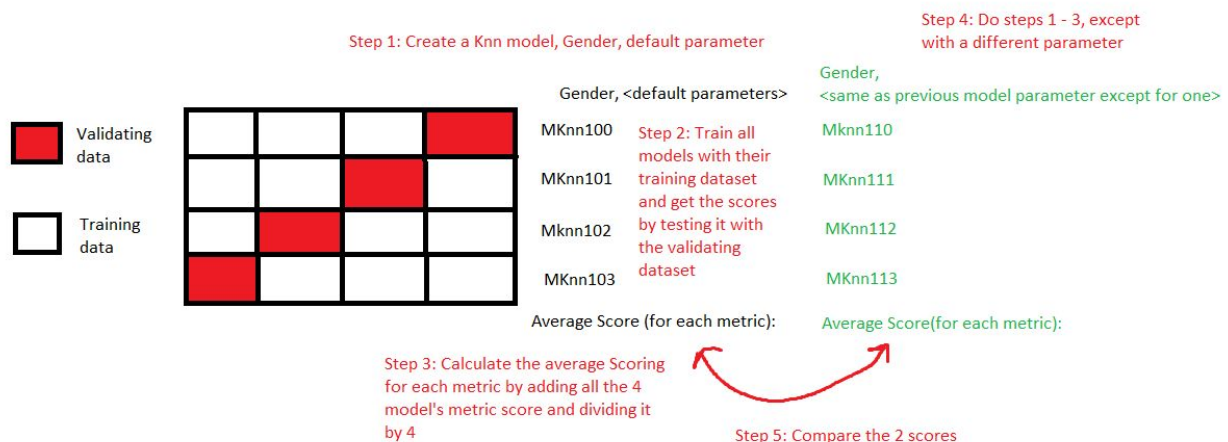 Step 1: Create a Knn model, Gender, default parameter
Step 4: Do steps 1 - 3, except
with a different parameter
Gender, <default parameters>
Gender,
<same as previous model parameter except for one>
Validating
data
Training
data
MKnn100
MKnn101
Mknn102
MKnn103
Step 2: Train all
models with their
training dataset
and get the scores
by testing it with
the validating
dataset
Mknn110
MKnn111
MKnn112
MKnn113
Average Score (for each metric):
Average Score(for each metric):
Step 3: Calculate the average Scoring
for each metric by adding all the 4
model's metric score and dividing it
by 4
Step 5: Compare the 2 scores